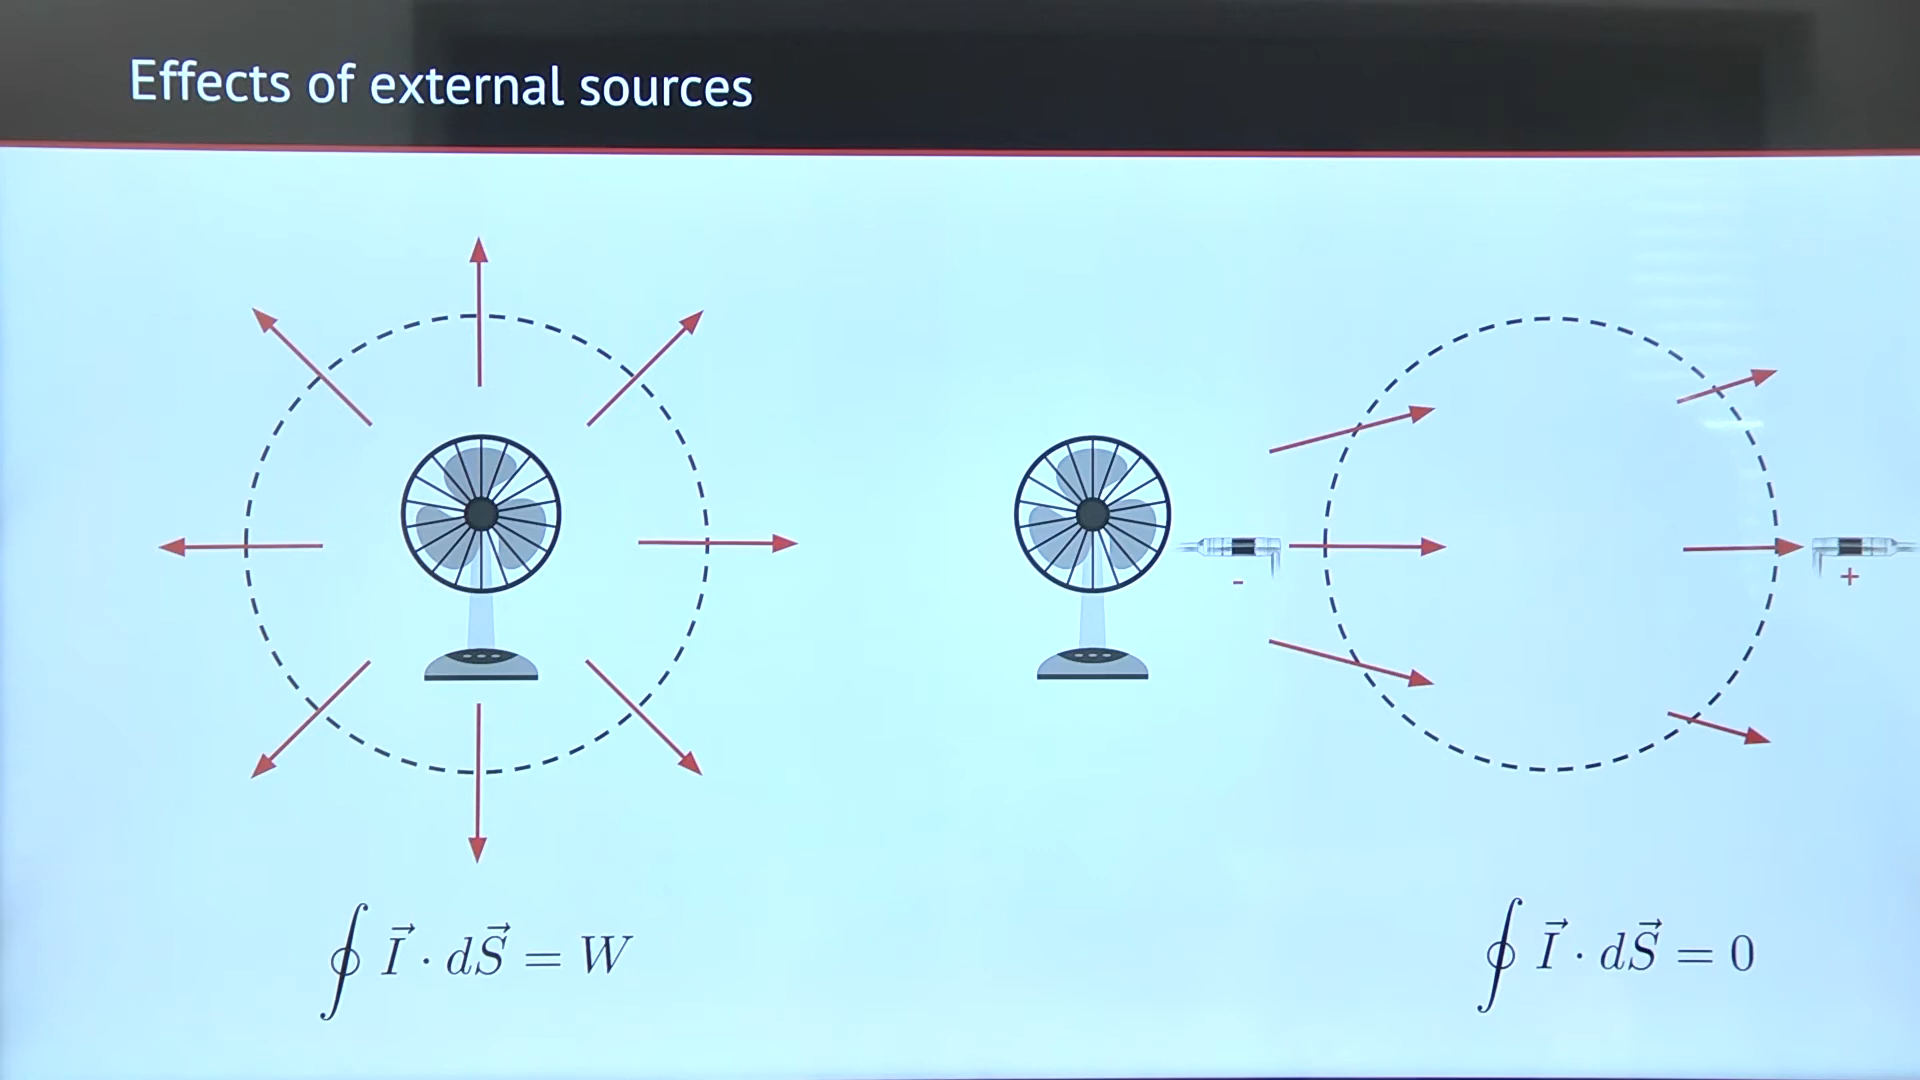 Effects of external sources
-
+
∮ I⃗ · dS⃗ = W
∮ I⃗ · dS⃗ = 0